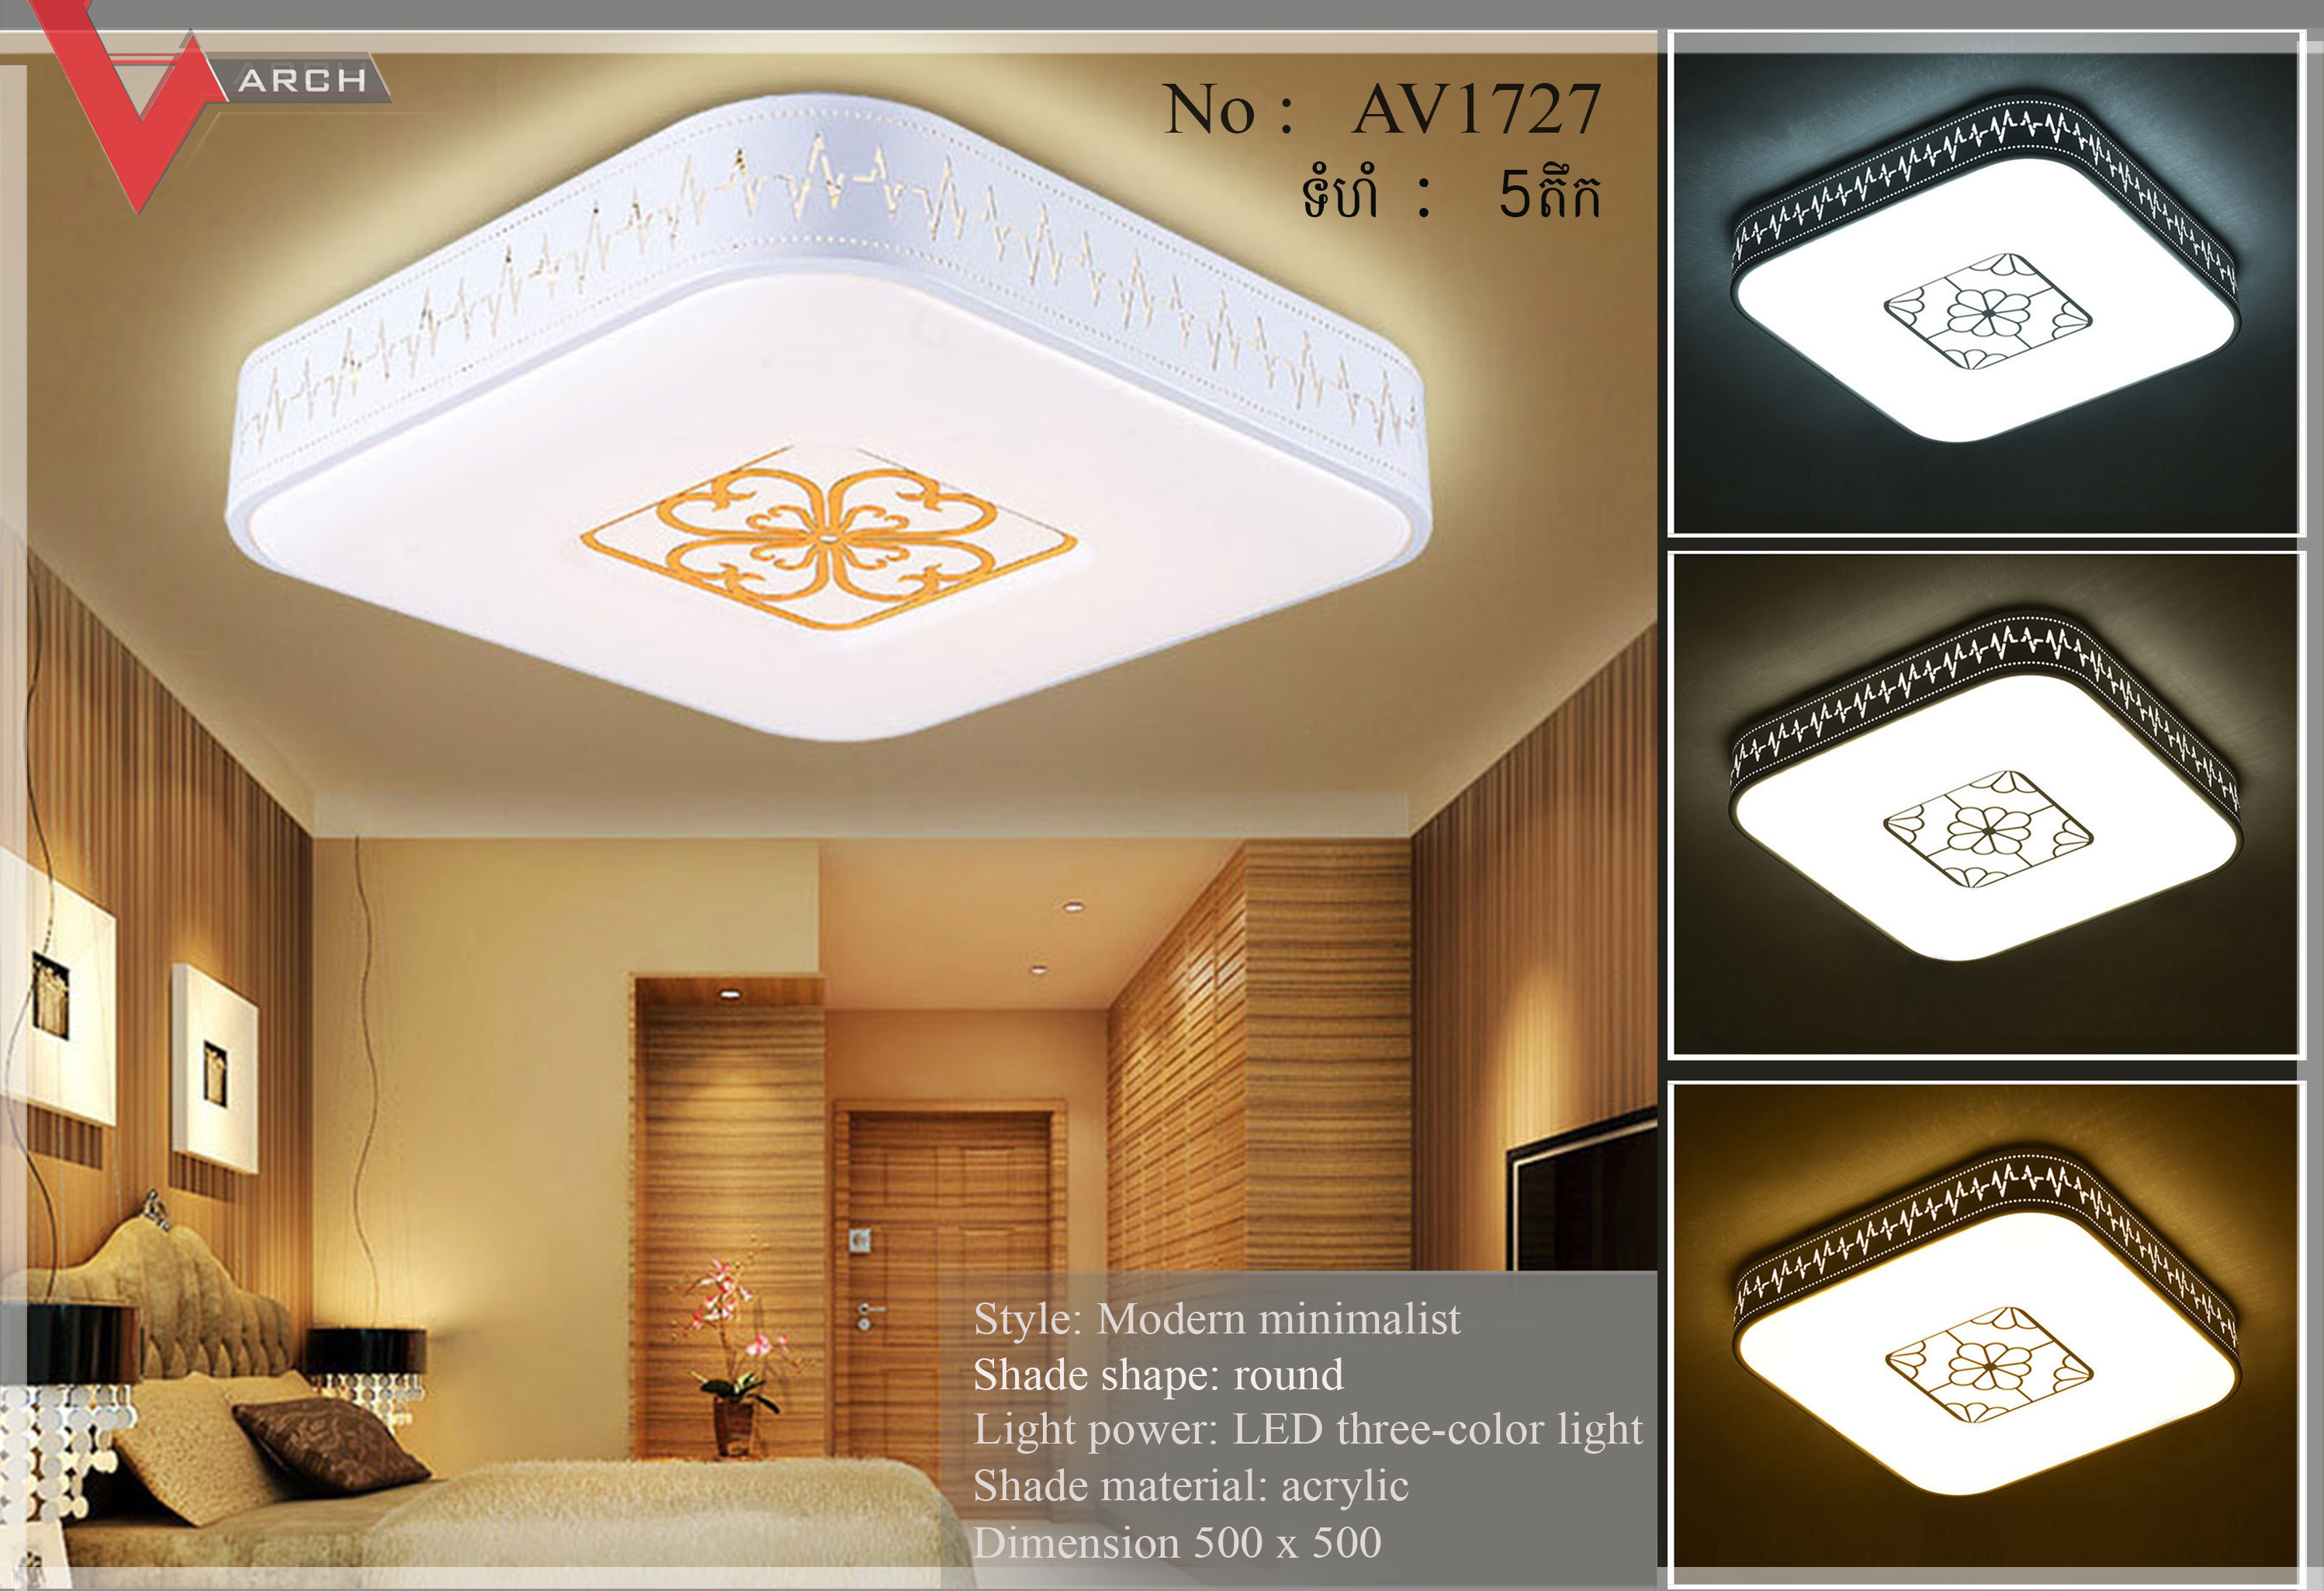 ARCH
No : AV1727
ទំហំ : 5តឹក
Style: Modern minimalist
Shade shape: round
Light power: LED three-color light
Shade material: acrylic
Dimension 500 x 500